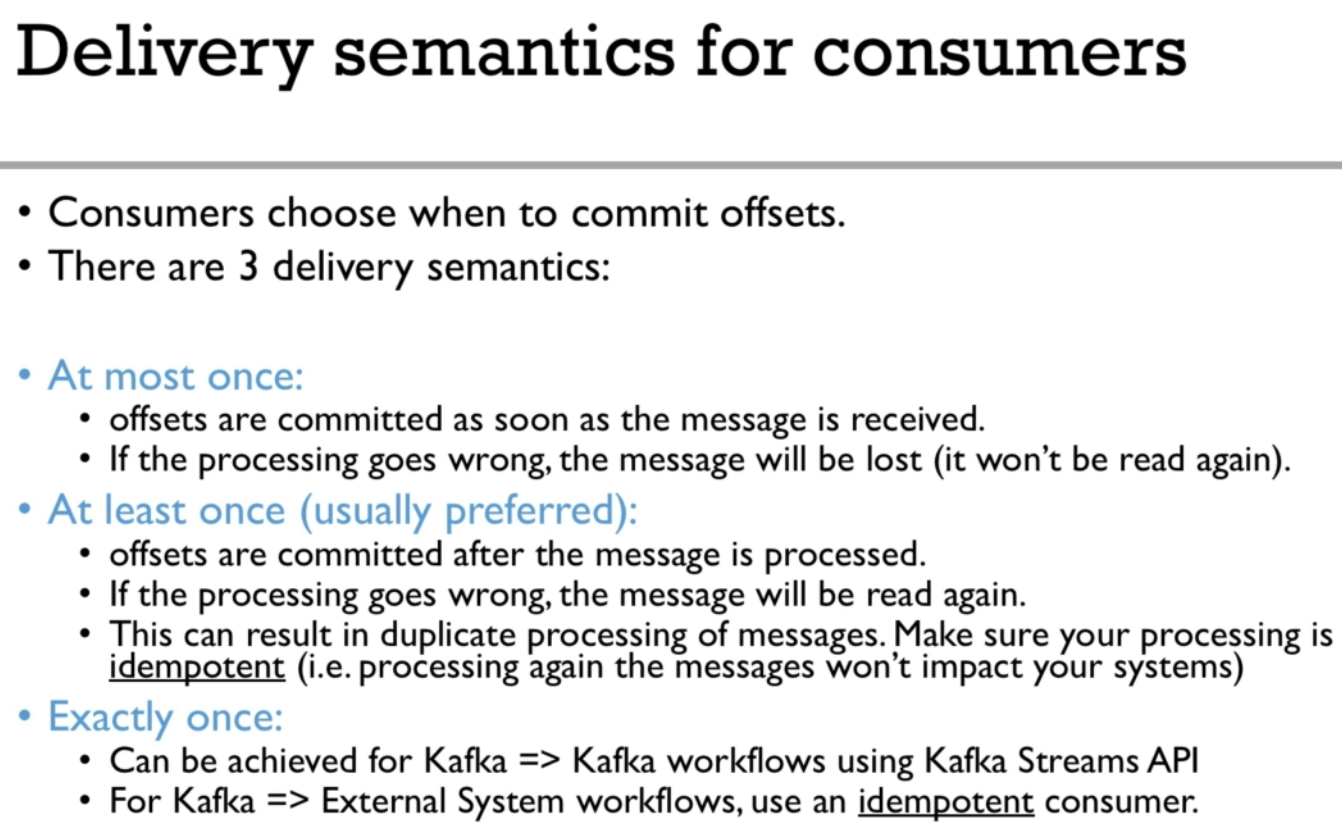 Delivery semantics for consumers
• Consumers choose when to commit offsets.
• There are 3 delivery semantics:
• At most once:
• offsets are committed as soon as the message is received.
• If the processing goes wrong, the message will be lost (it won't be read again).
• At least once (usually preferred):
• offsets are committed after the message is processed.
• If the processing goes wrong, the message will be read again.
• This can result in duplicate processing of messages. Make sure your processing is
idempotent (i.e. processing again the messages won't impact your systems)
• Exactly once:
• Can be achieved for Kafka => Kafka workflows using Kafka Streams API
• For Kafka => External System workflows, use an idempotent consumer.